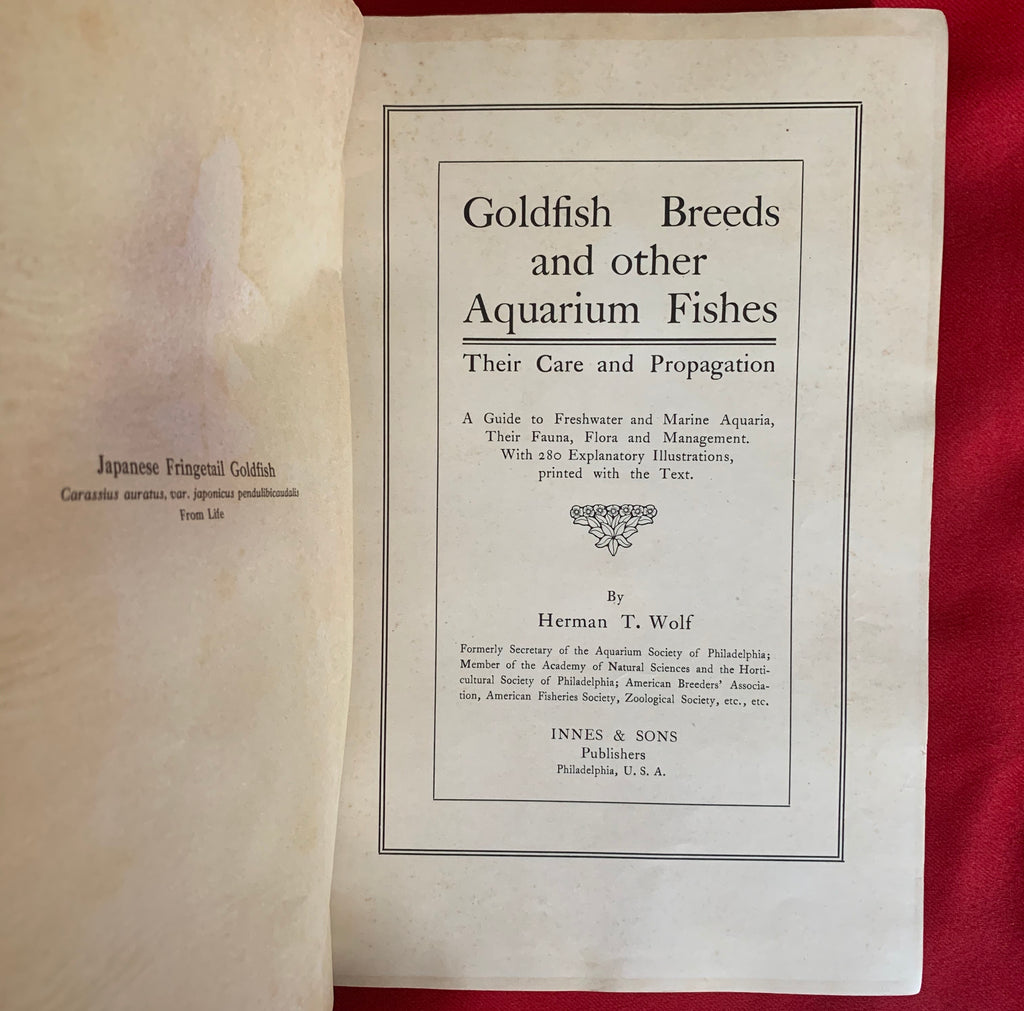 Japanese Fringetail Goldfish
Carassius auratus, var. japonicus pendulibicaudalis
From Life
Goldfish Breeds
and other
Aquarium Fishes
Their Care and Propagation
A Guide to Freshwater and Marine Aquaria,
Their Fauna, Flora and Management.
With 280 Explanatory Illustrations,
printed with the Text.
By
Herman T. Wolf
Formerly Secretary of the Aquarium Society of Philadelphia;
Member of the Academy of Natural Sciences and the Horti-
cultural Society of Philadelphia; American Breeders' Associa-
tion, American Fisheries Society, Zoological Society, etc., etc.
INNES & SONS
Publishers
Philadelphia, U. S. A.